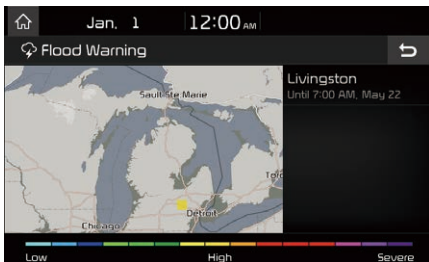 Jan. 1 12:00 AM
Flood Warning
Livingston
Until 7:00 AM, May 22
Sault Ste. Marie
Detroit
Chicago
Low High Severe